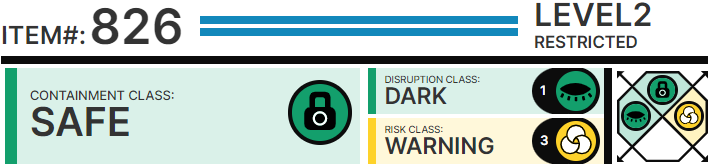 ITEM#: 826
LEVEL2
RESTRICTED
CONTAINMENT CLASS:
SAFE
DISRUPTION CLASS:
DARK
1
RISK CLASS:
WARNING
3